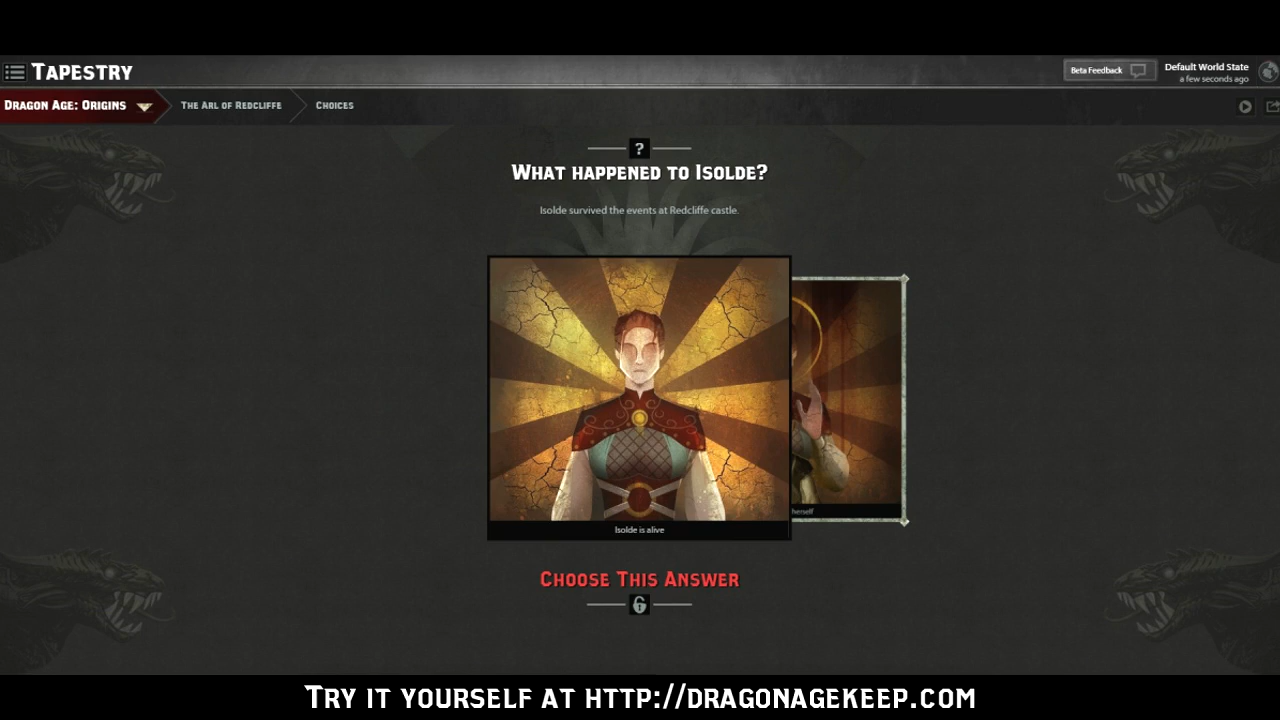 TAPESTRY
Beta Feedback
Default World State
a few seconds ago
DRAGON AGE: ORIGINS
THE ARL OF REDCLIFFE
CHOICES
?
WHAT HAPPENED TO ISOLDE?
Isolde survived the events at Redcliffe castle.
herself
Isolde is alive
CHOOSE THIS ANSWER
TRY IT YOURSELF AT HTTP://DRAGONAGEKEEP.COM